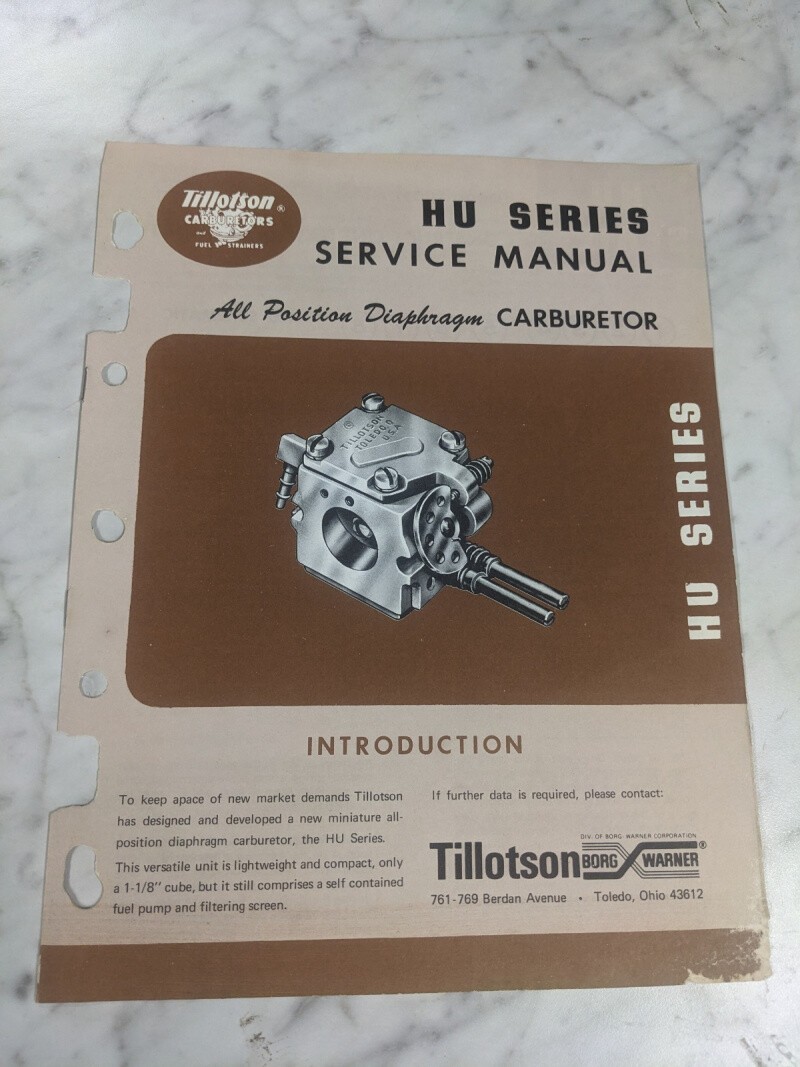 Tillotson®
CARBURETORS
and
FUEL STRAINERS
HU SERIES
SERVICE MANUAL
All Position Diaphragm CARBURETOR
TILLOTSON
TOLEDO, O.
U.S.A
HU SERIES
INTRODUCTION
To keep apace of new market demands Tillotson
has designed and developed a new miniature all-
position diaphragm carburetor, the HU Series.
This versatile unit is lightweight and compact, only
a 1-1/8" cube, but it still comprises a self contained
fuel pump and filtering screen.
If further data is required, please contact:
DIV. OF BORG-WARNER CORPORATION
Tillotson BORG WARNER®
761-769 Berdan Avenue • Toledo, Ohio 43612